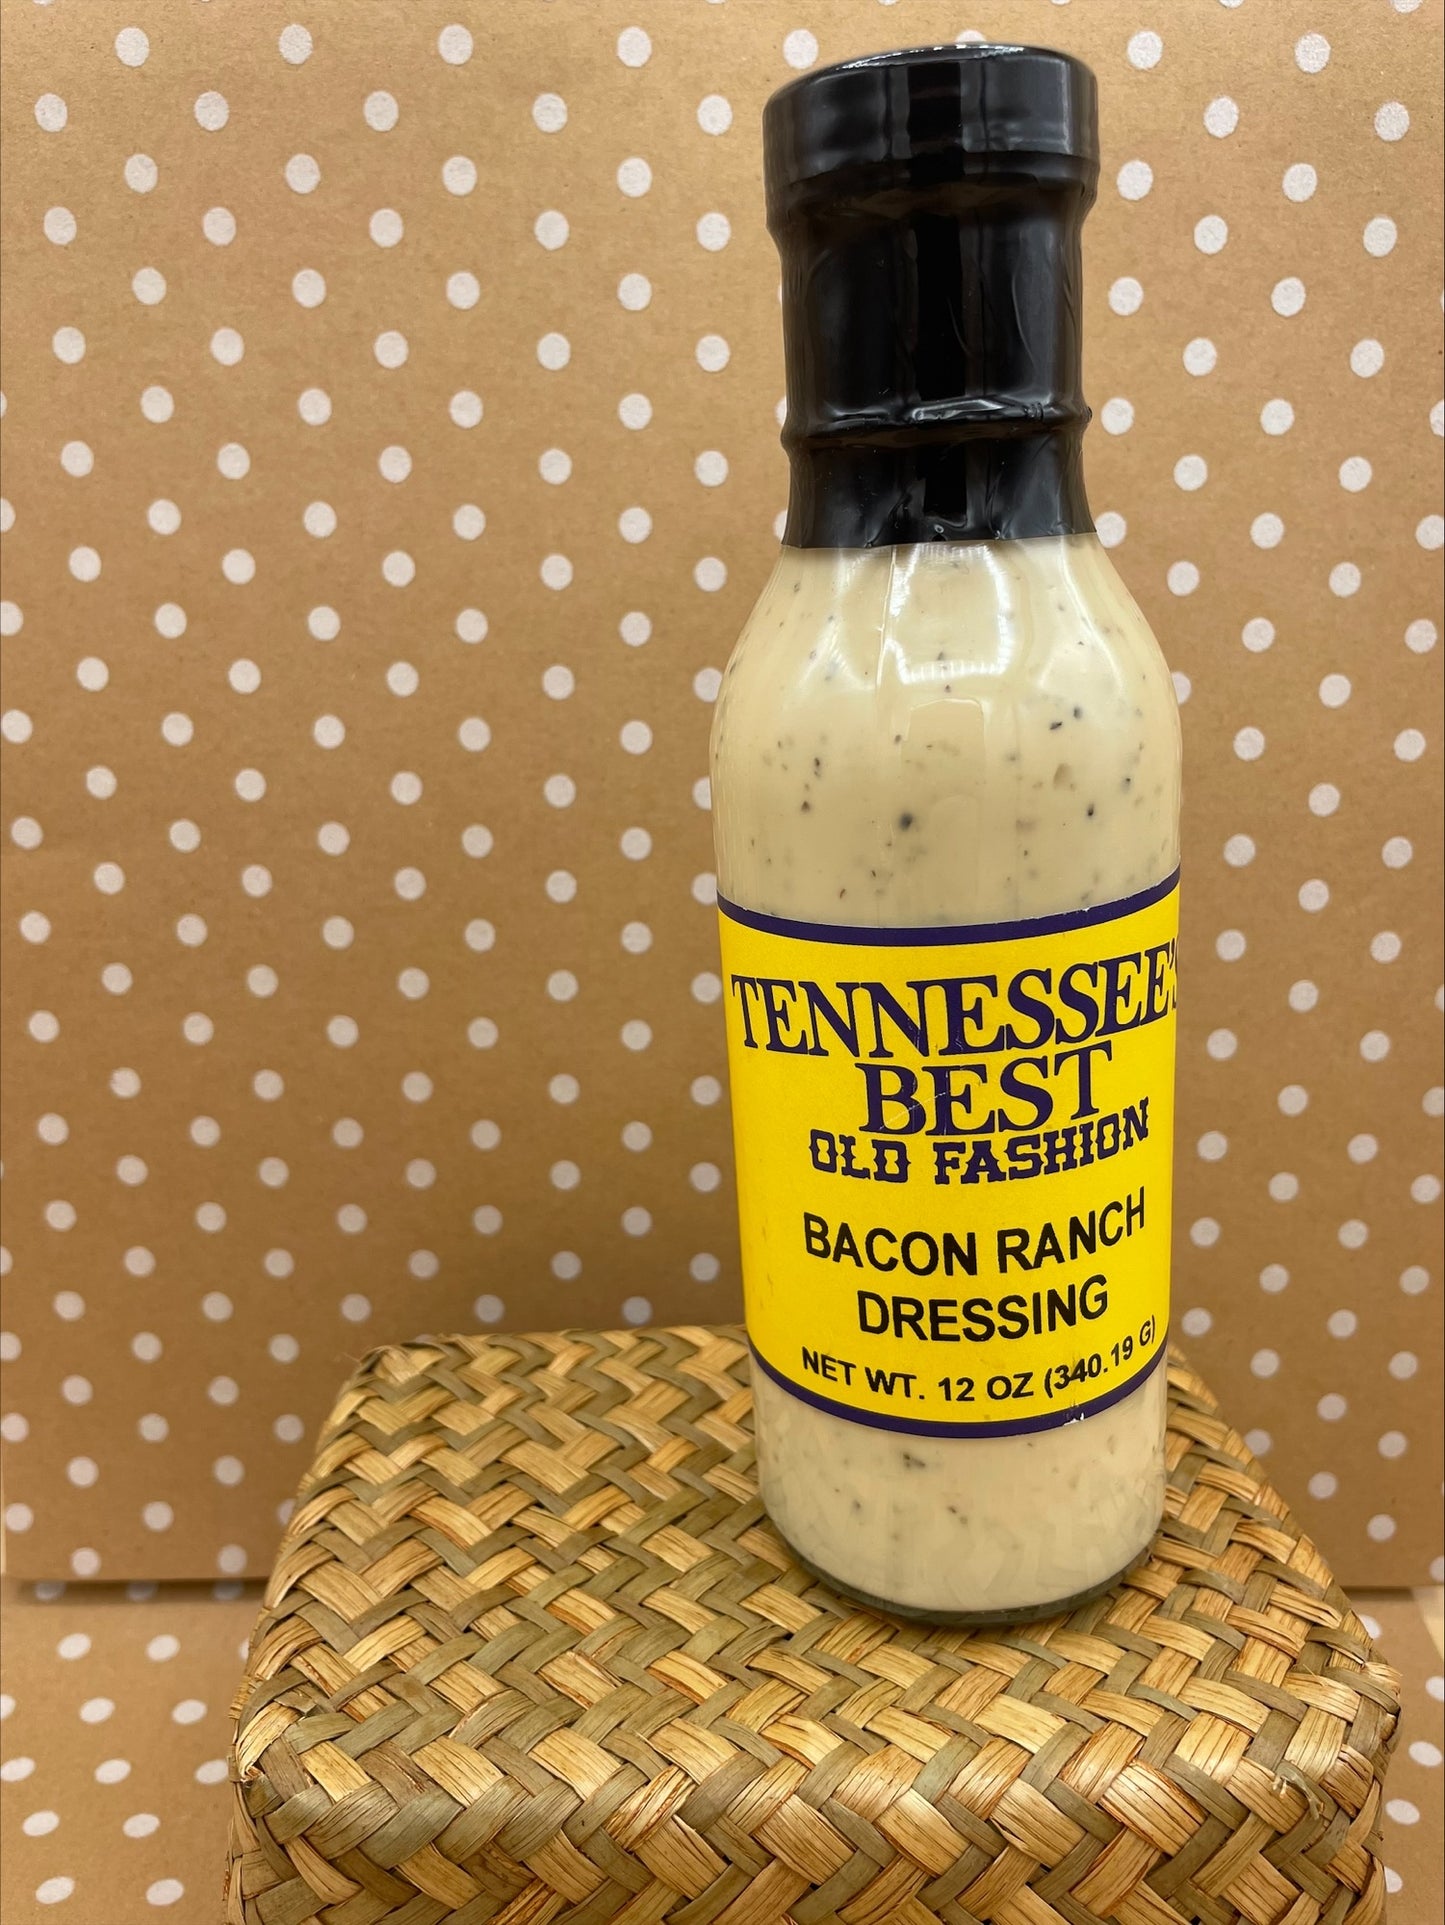 TENNESSEE'S
BEST
OLD FASHION
BACON RANCH
DRESSING
NET WT. 12 OZ (340.19 G)